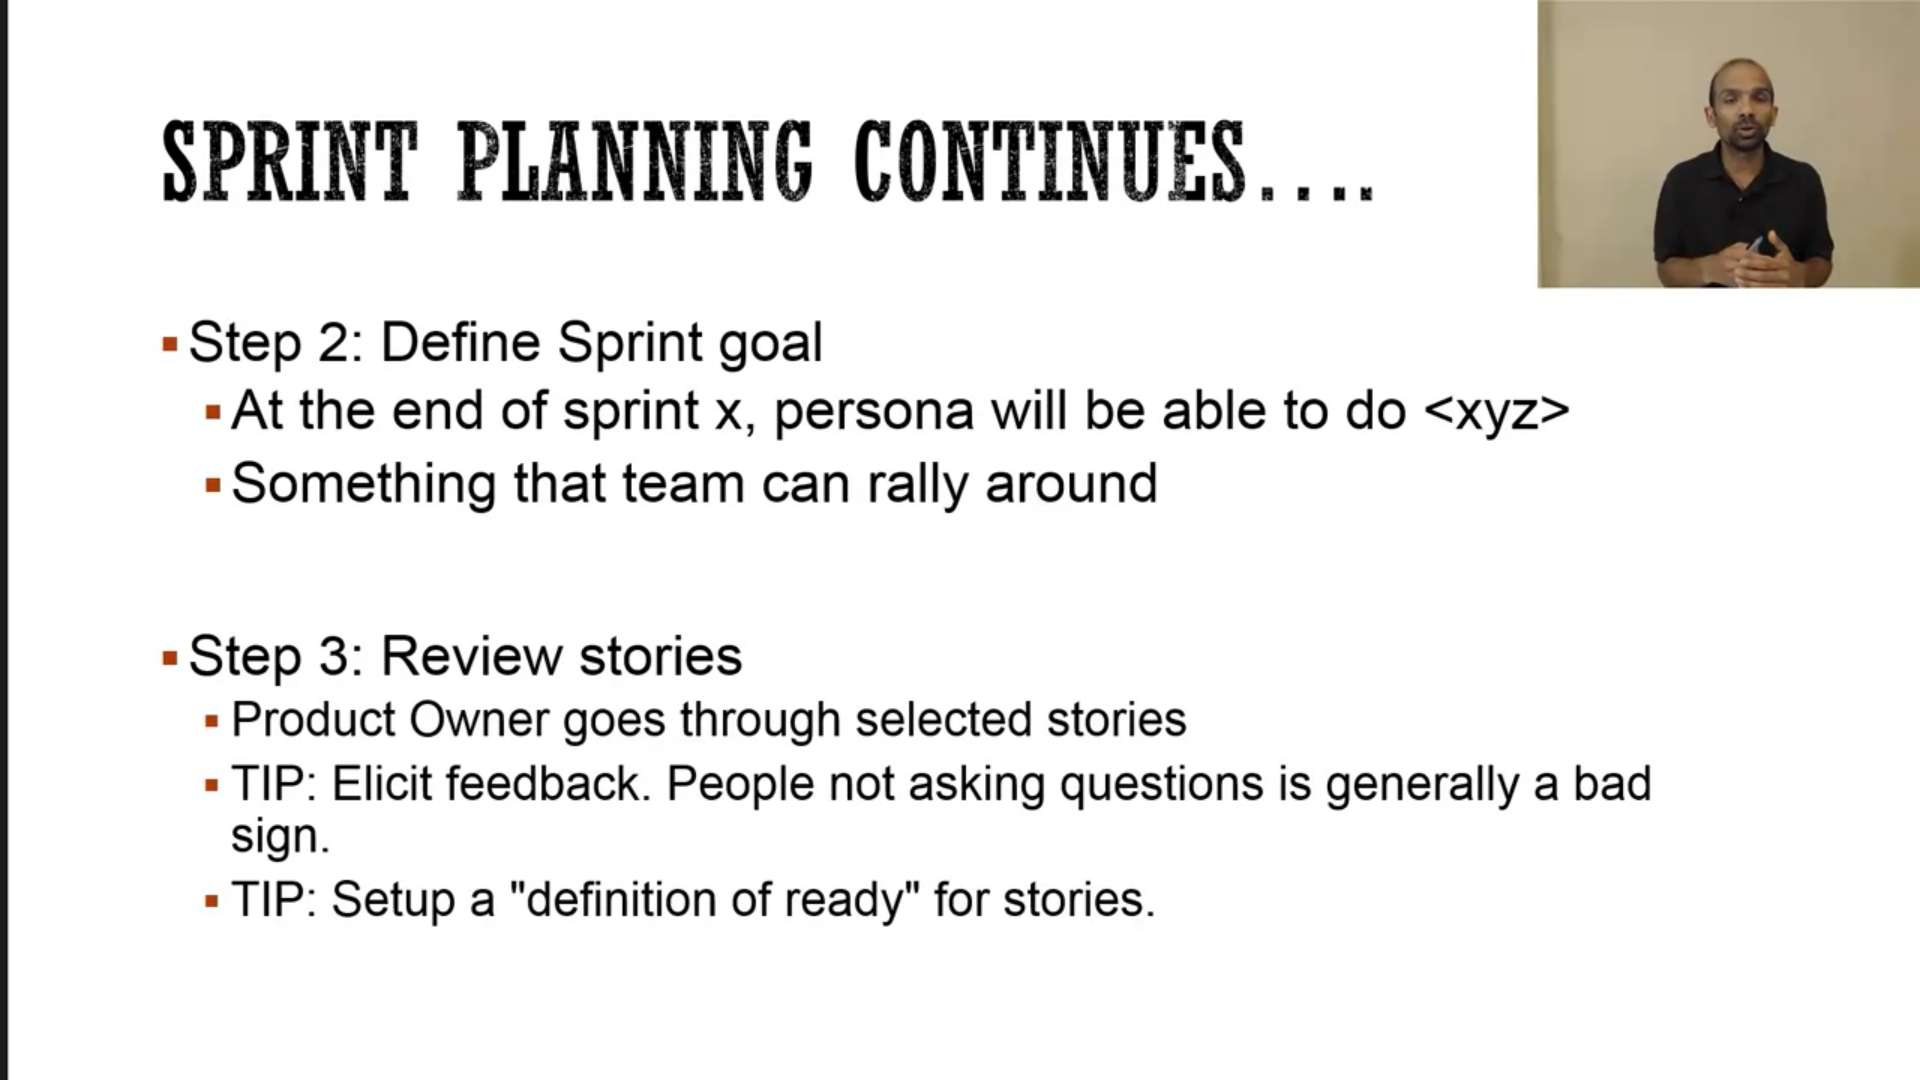 SPRINT PLANNING CONTINUES....
Step 2: Define Sprint goal
At the end of sprint x, persona will be able to do <xyz>
Something that team can rally around
Step 3: Review stories
Product Owner goes through selected stories
TIP: Elicit feedback. People not asking questions is generally a bad
sign.
TIP: Setup a "definition of ready" for stories.